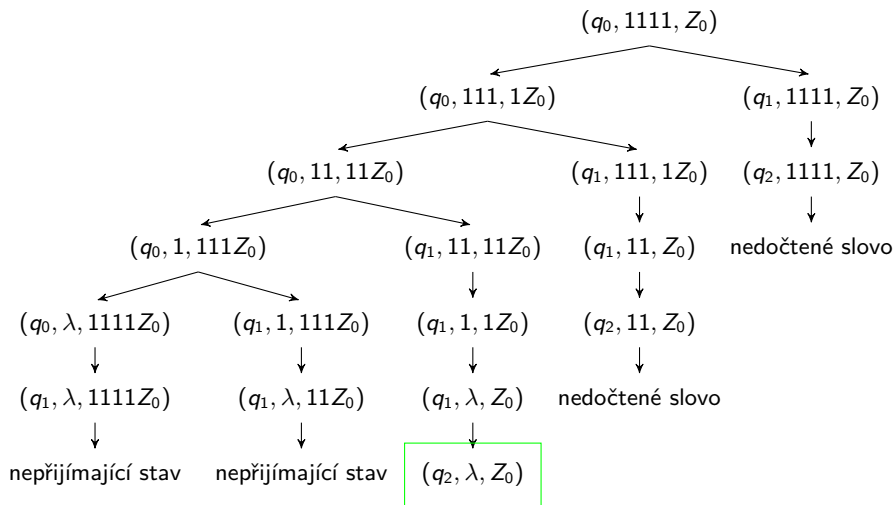 (q₀, 1111, Z₀)
(q₀, 111, 1Z₀) (q₁, 1111, Z₀)
(q₀, 11, 11Z₀) (q₁, 111, 1Z₀) (q₂, 1111, Z₀)
(q₀, 1, 111Z₀) (q₁, 11, 11Z₀) (q₁, 11, Z₀) nedočtené slovo
(q₀, λ, 1111Z₀) (q₁, 1, 111Z₀) (q₁, 1, 1Z₀) (q₂, 11, Z₀)
(q₁, λ, 1111Z₀) (q₁, λ, 11Z₀) (q₁, λ, Z₀) nedočtené slovo
nepřijímající stav nepřijímající stav (q₂, λ, Z₀)